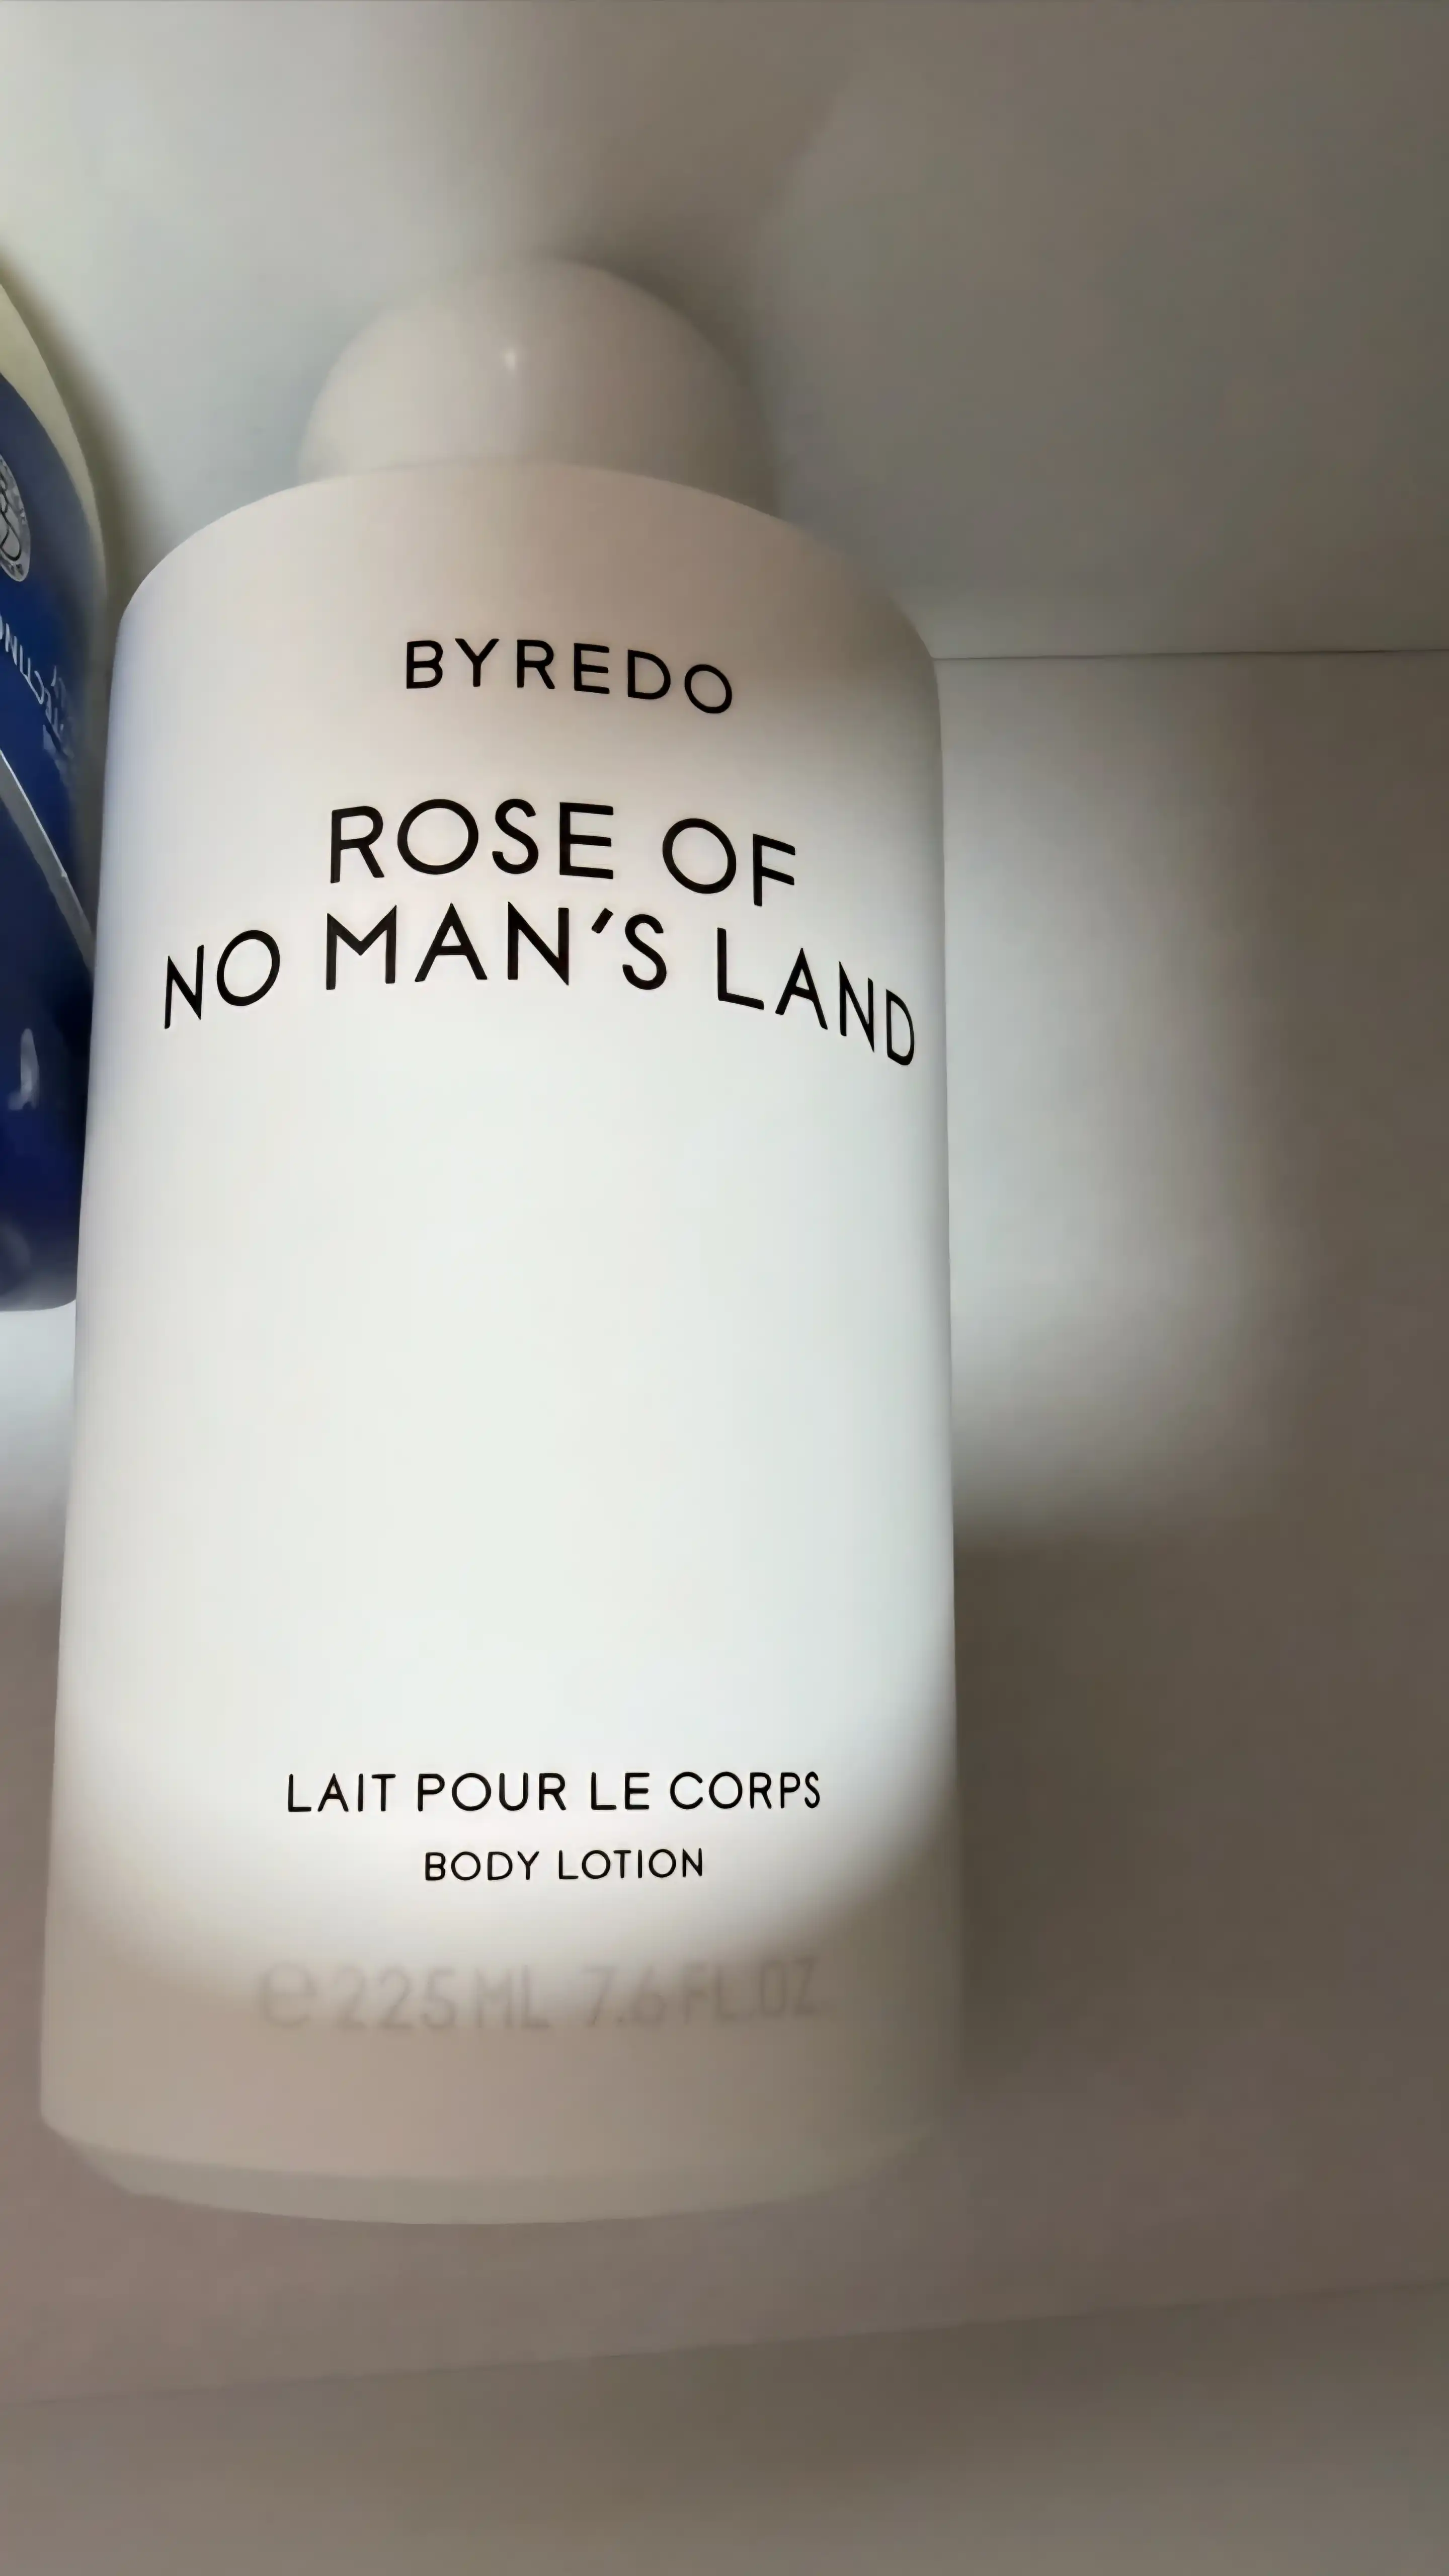 BYREDO
ROSE OF
NO MAN'S LAND
LAIT POUR LE CORPS
BODY LOTION
e 225 ML 7.6 FL.OZ.